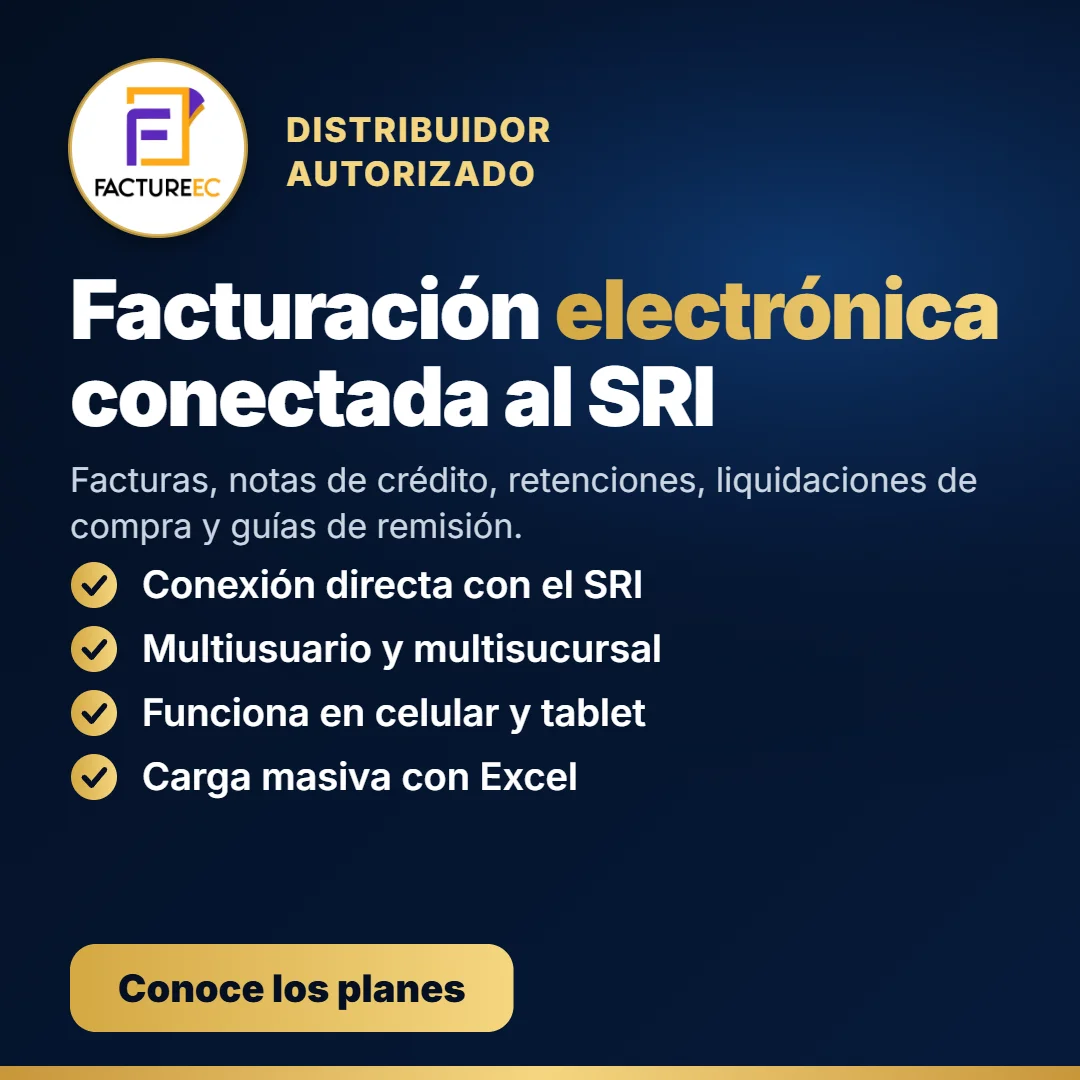 FACTUREEC
DISTRIBUIDOR
AUTORIZADO
Facturación electrónica
conectada al SRI
Facturas, notas de crédito, retenciones, liquidaciones de
compra y guías de remisión.
Conexión directa con el SRI
Multiusuario y multisucursal
Funciona en celular y tablet
Carga masiva con Excel
Conoce los planes